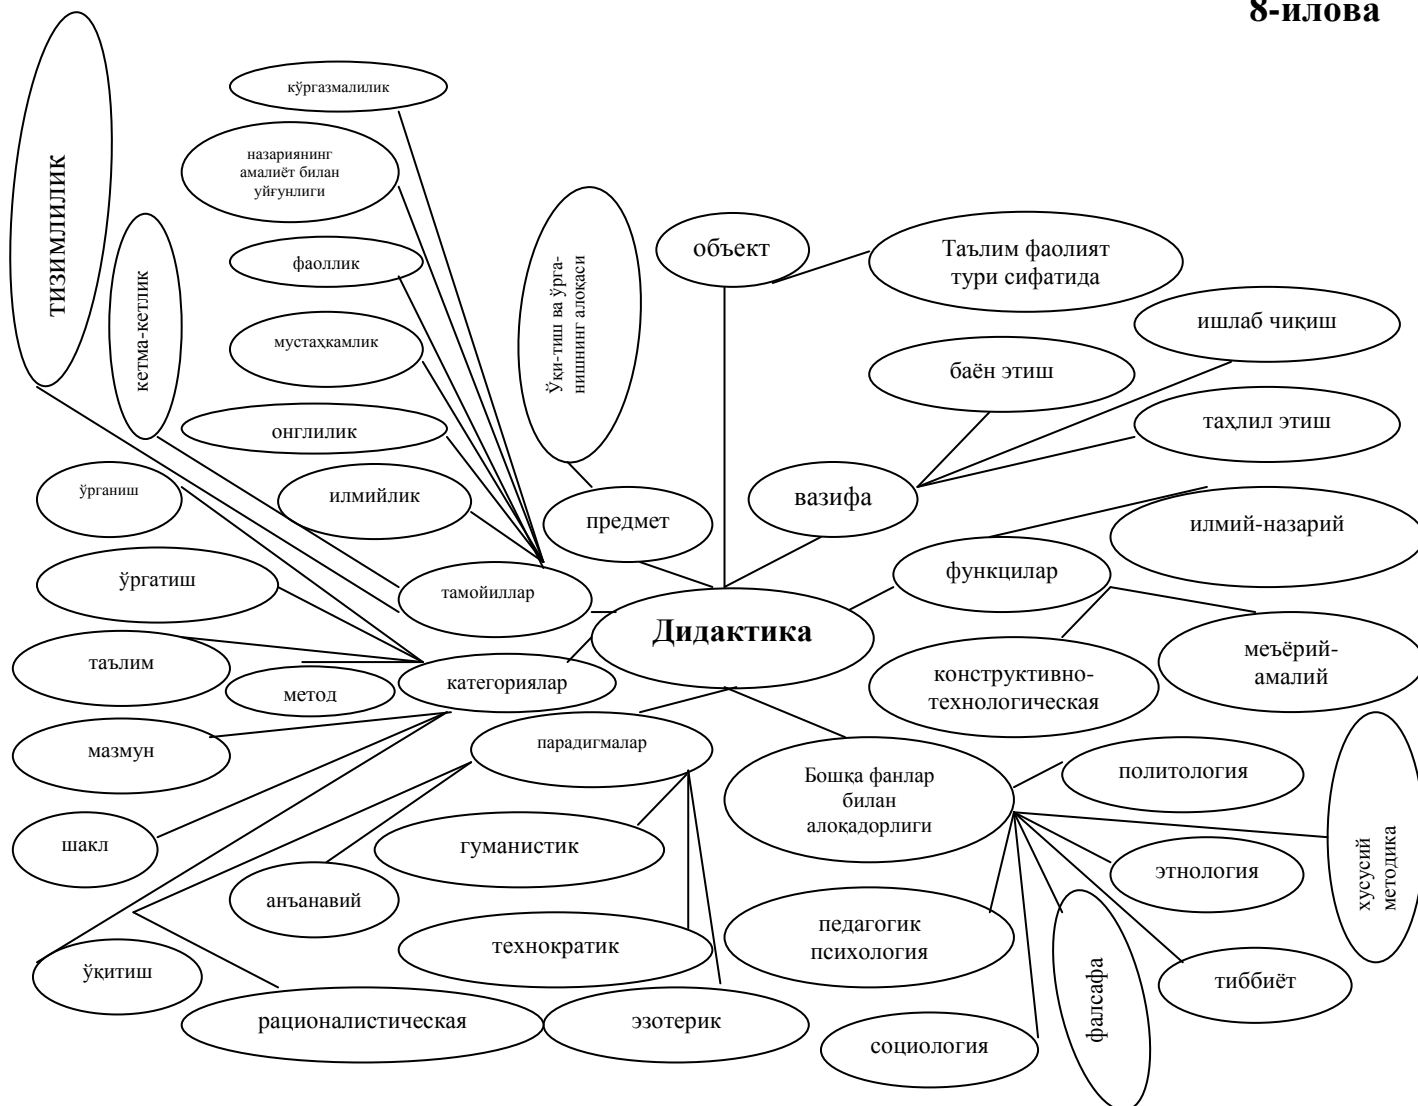 8-илова
кўргазмалилик
назариянинг
амалиёт билан
уйғунлиги
тизимлилик
кетма-кетлик
фаоллик
Ўқи-тиш ва ўрга-
нишнинг алоқаси
объект
Таълим фаолият
тури сифатида
ишлаб чиқиш
мустаҳкамлик
баён этиш
онглилик
таҳлил этиш
ўрганиш
илмийлик
предмет
вазифа
илмий-назарий
ўргатиш
тамойиллар
функцилар
Дидактика
таълим
метод
категориялар
конструктивно-
технологическая
меъёрий-
амалий
мазмун
парадигмалар
Бошқа фанлар
билан
алоқадорлиги
политология
шакл
гуманистик
этнология
хусусий
методика
анъанавий
педагогик
психология
ўқитиш
технократик
фалсафа
тиббиёт
рационалистическая
эзотерик
социология